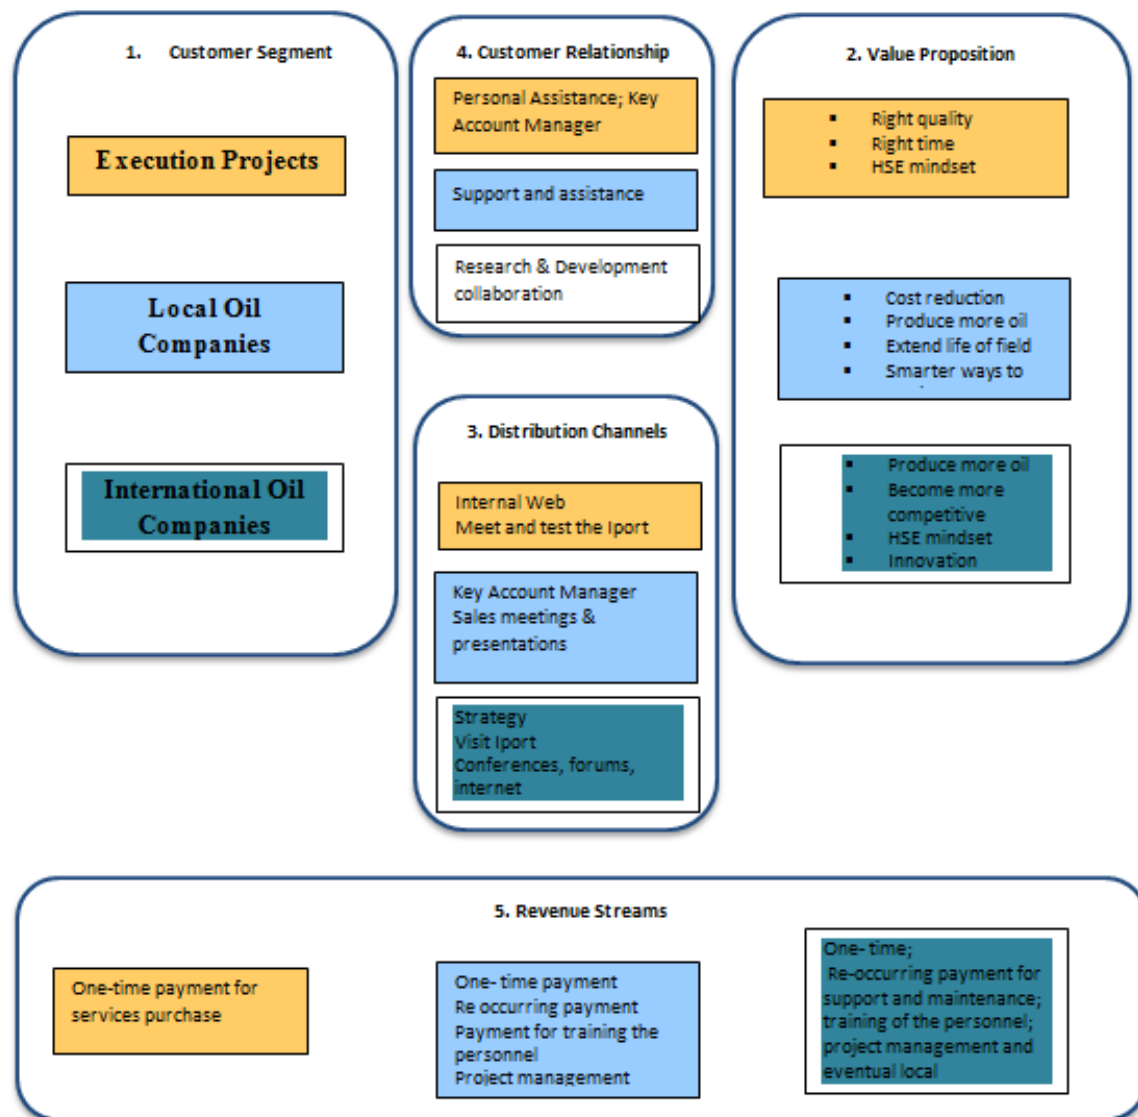 1. Customer Segment
Execution Projects
Local Oil
Companies
International Oil
Companies
4. Customer Relationship
Personal Assistance; Key
Account Manager
Support and assistance
Research & Development
collaboration
2. Value Proposition
▪ Right quality
▪ Right time
▪ HSE mindset
▪ Cost reduction
▪ Produce more oil
▪ Extend life of field
▪ Smarter ways to
▪ Produce more oil
▪ Become more
competitive
▪ HSE mindset
▪ Innovation
3. Distribution Channels
Internal Web
Meet and test the Iport
Key Account Manager
Sales meetings &
presentations
Strategy
Visit Iport
Conferences, forums,
internet
5. Revenue Streams
One-time payment for
services purchase
One- time payment
Re occurring payment
Payment for training the
personnel
Project management
One- time;
Re-occurring payment for
support and maintenance;
training of the personnel;
project management and
eventual local